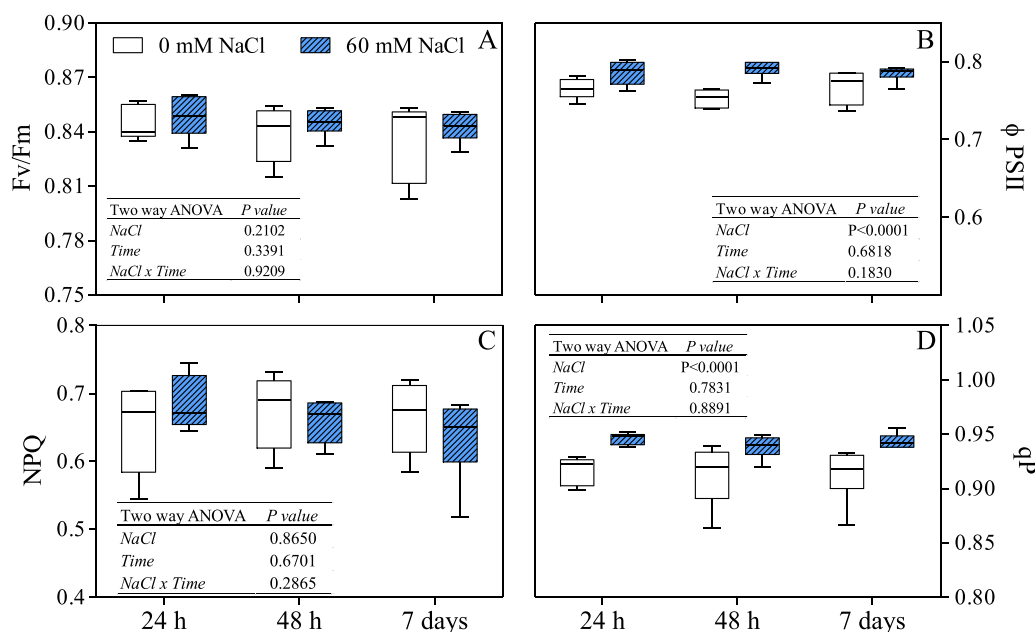 0.90
0.87
0.84
0.81
0.78
0.75
Fv/Fm
0 mM NaCl 60 mM NaCl
A
Two way ANOVA P value
NaCl 0.2102
Time 0.3391
NaCl x Time 0.9209
B
0.8
0.7
0.6
ϕ PSII
Two way ANOVA P value
NaCl P<0.0001
Time 0.6818
NaCl x Time 0.1830
0.8
0.7
0.6
0.5
0.4
NPQ
C
Two way ANOVA P value
NaCl 0.8650
Time 0.6701
NaCl x Time 0.2865
24 h 48 h 7 days
D
Two way ANOVA P value
NaCl P<0.0001
Time 0.7831
NaCl x Time 0.8891
1.05
1.00
0.95
0.90
0.85
0.80
qP
24 h 48 h 7 days